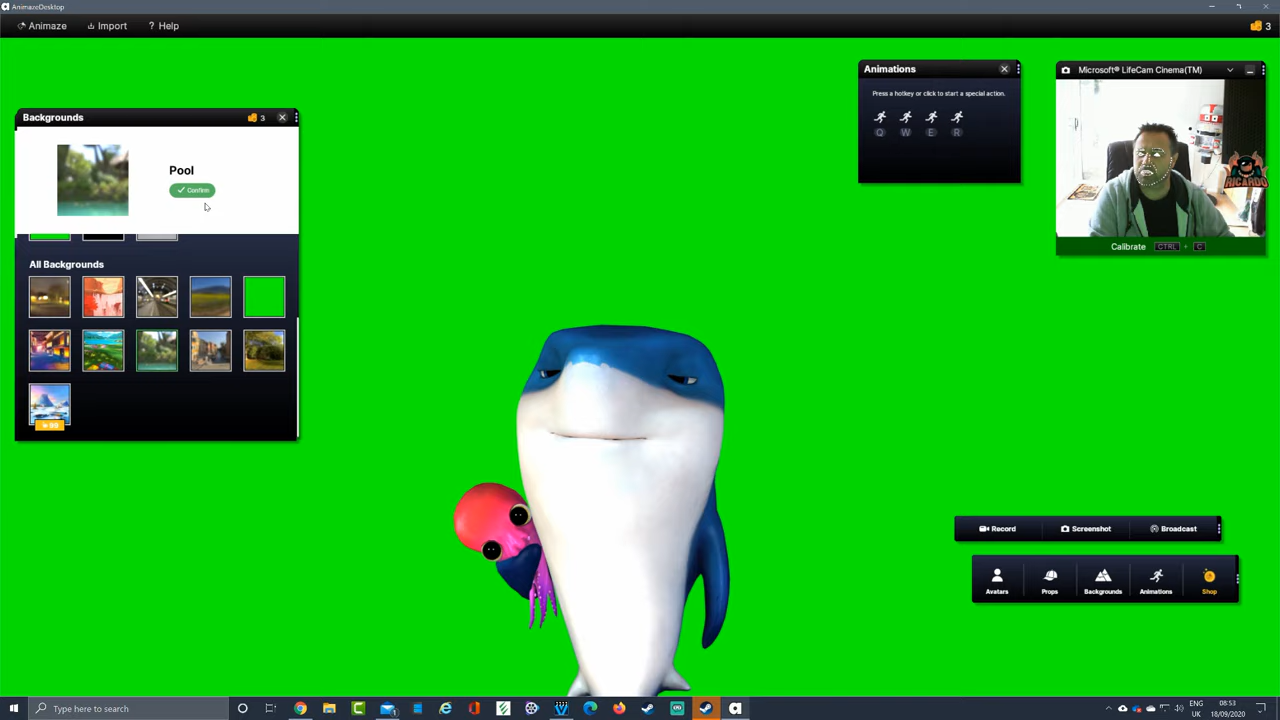 AnimazeDesktop
Animaze
Import
? Help
3
Backgrounds
3
Pool
Confirm
All Backgrounds
99
Animations
Press a hotkey or click to start a special action.
Q W E R
Microsoft® LifeCam Cinema(TM)
RICARDO
Calibrate CTRL + C
Record
Screenshot
Broadcast
Avatars
Props
Backgrounds
Animations
Shop
Type here to search
ENG
UK
08:53
18/09/2020